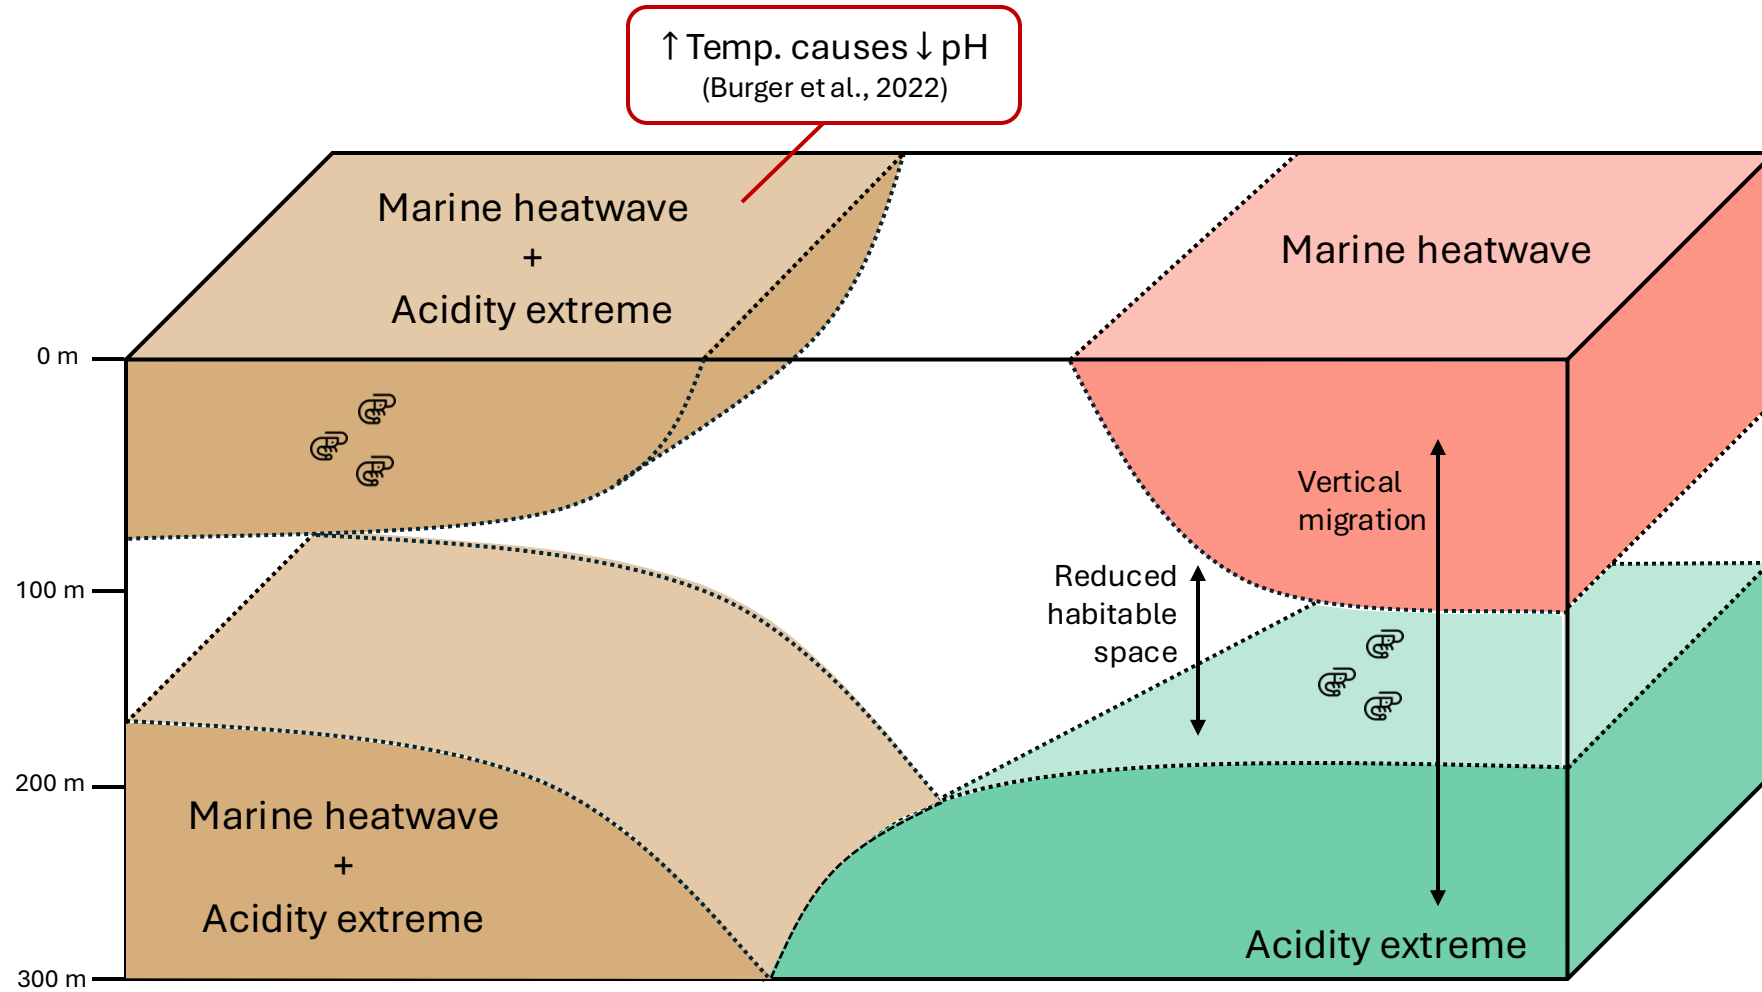 ↑ Temp. causes ↓ pH
(Burger et al., 2022)
Marine heatwave
+
Acidity extreme
Marine heatwave
0 m
Vertical
migration
Reduced
habitable
space
100 m
200 m
Marine heatwave
+
Acidity extreme
Acidity extreme
300 m